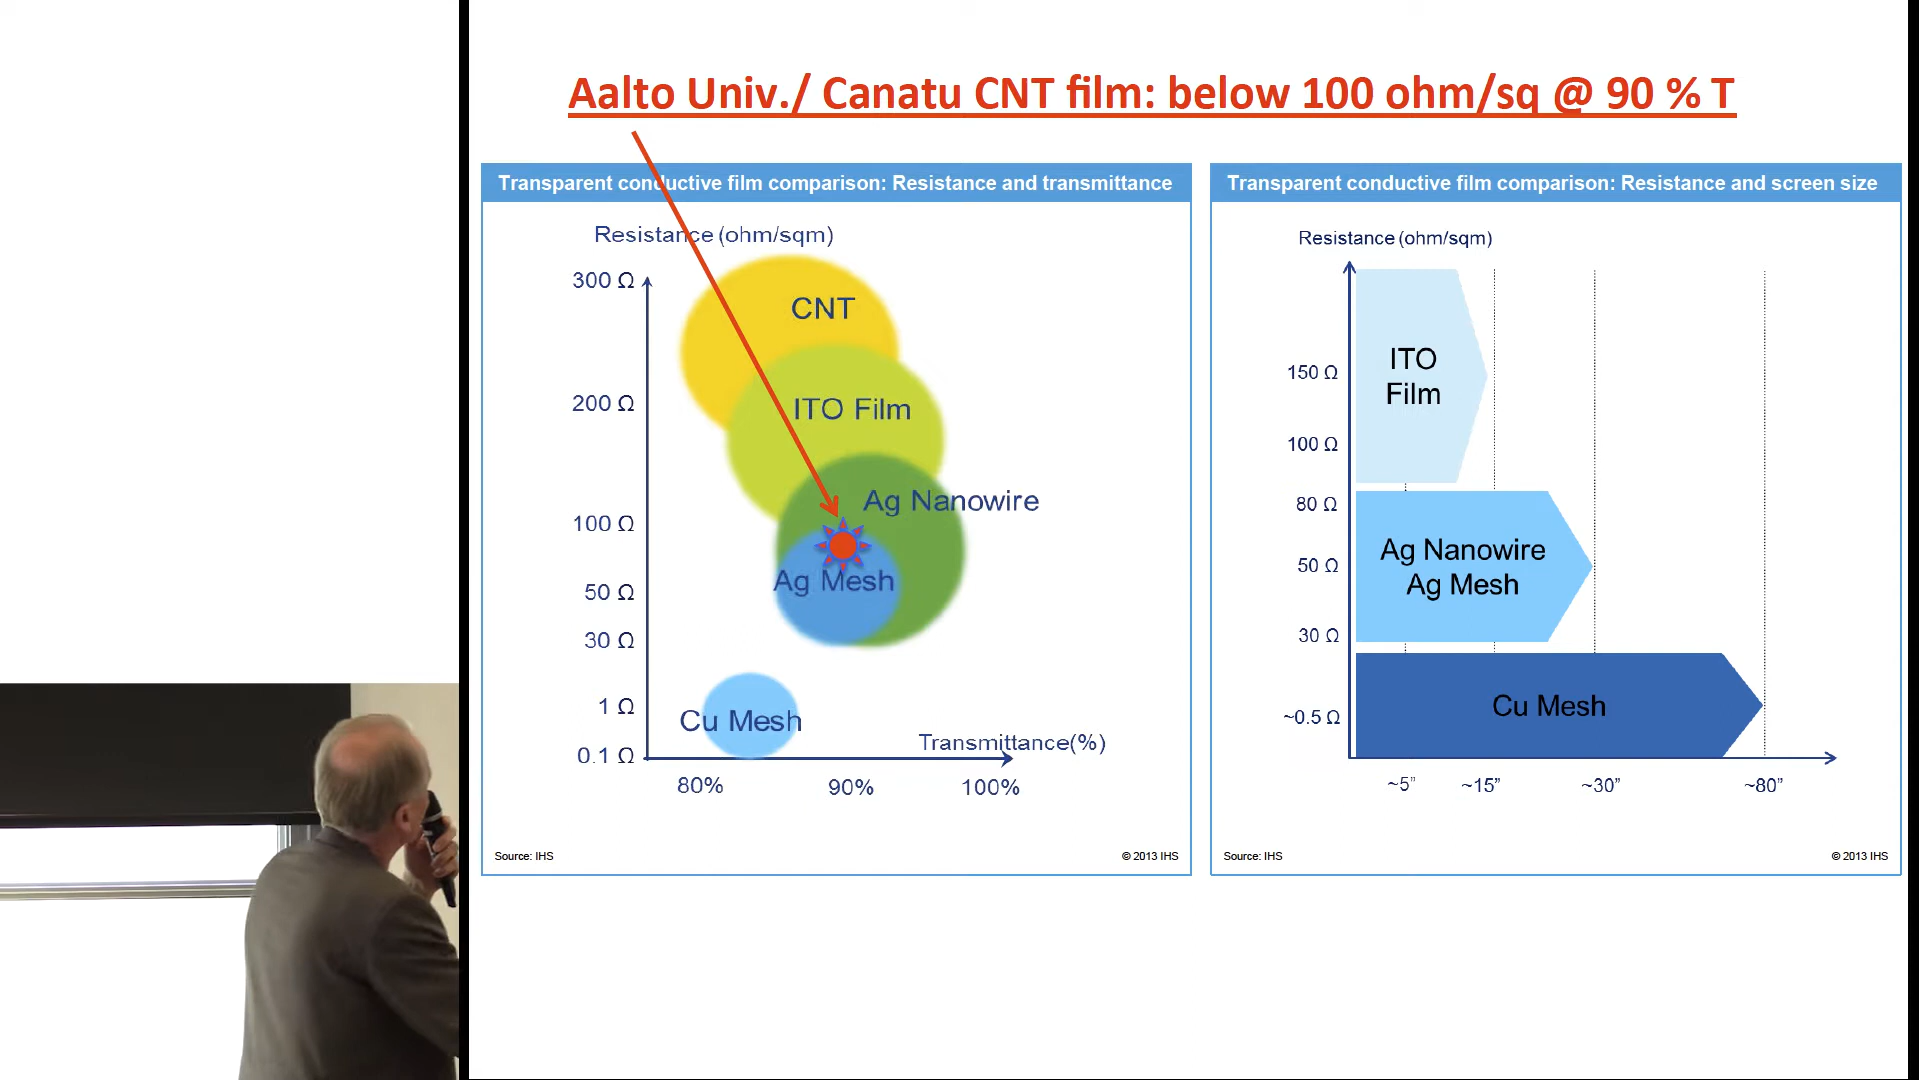 Aalto Univ./ Canatu CNT film: below 100 ohm/sq @ 90 % T
Transparent conductive film comparison: Resistance and transmittance
Resistance (ohm/sqm)
300 Ω
CNT
200 Ω
ITO Film
Ag Nanowire
100 Ω
Ag Mesh
50 Ω
30 Ω
1 Ω
Cu Mesh
0.1 Ω
Transmittance(%)
80% 90% 100%
Source: IHS
© 2013 IHS
Transparent conductive film comparison: Resistance and screen size
Resistance (ohm/sqm)
ITO
Film
150 Ω
100 Ω
80 Ω
Ag Nanowire
Ag Mesh
50 Ω
30 Ω
Cu Mesh
~0.5 Ω
~5” ~15” ~30” ~80”
Source: IHS
© 2013 IHS